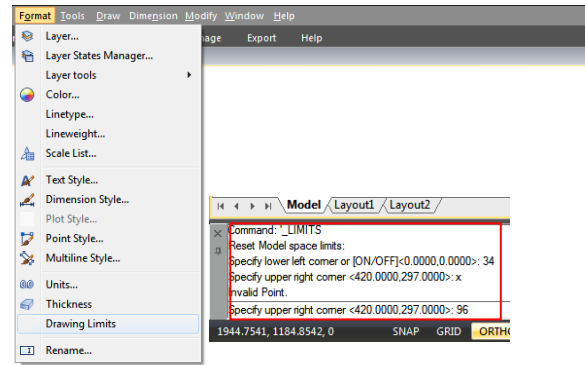 Format Tools Draw Dimension Modify Window Help
age Export Help
Layer...
Layer States Manager...
Layer tools
Color...
Linetype...
Lineweight...
Scale List...
Text Style...
Dimension Style...
Plot Style...
Point Style...
Multiline Style...
Units...
Thickness
Drawing Limits
Rename...
Model Layout1 Layout2
Command: '_LIMITS
Reset Model space limits:
Specify lower left corner or [ON/OFF]<0.0000,0.0000>: 34
Specify upper right corner <420.0000,297.0000>: x
Invalid Point.
Specify upper right corner <420.0000,297.0000>: 96
1944.7541, 1184.8542, 0 SNAP GRID ORTHO